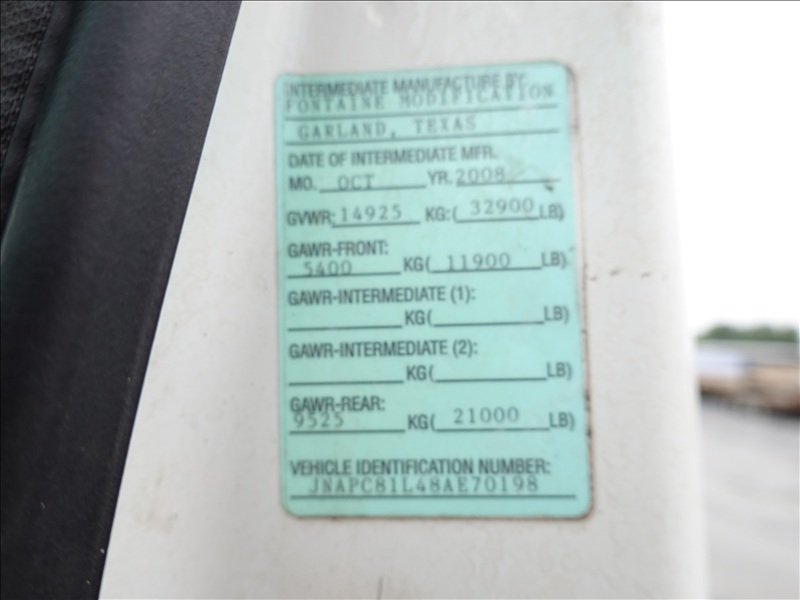 INTERMEDIATE MANUFACTURE BY:
FONTAINE MODIFICATION
GARLAND, TEXAS
DATE OF INTERMEDIATE MFR.
MO. OCT YR. 2008
GVWR: 14925 KG: ( 32900 LB)
GAWR-FRONT:
5400 KG( 11900 LB)
GAWR-INTERMEDIATE (1):
KG( LB)
GAWR-INTERMEDIATE (2):
KG( LB)
GAWR-REAR:
9525 KG( 21000 LB)
VEHICLE IDENTIFICATION NUMBER:
JNAPC81L48AE70198